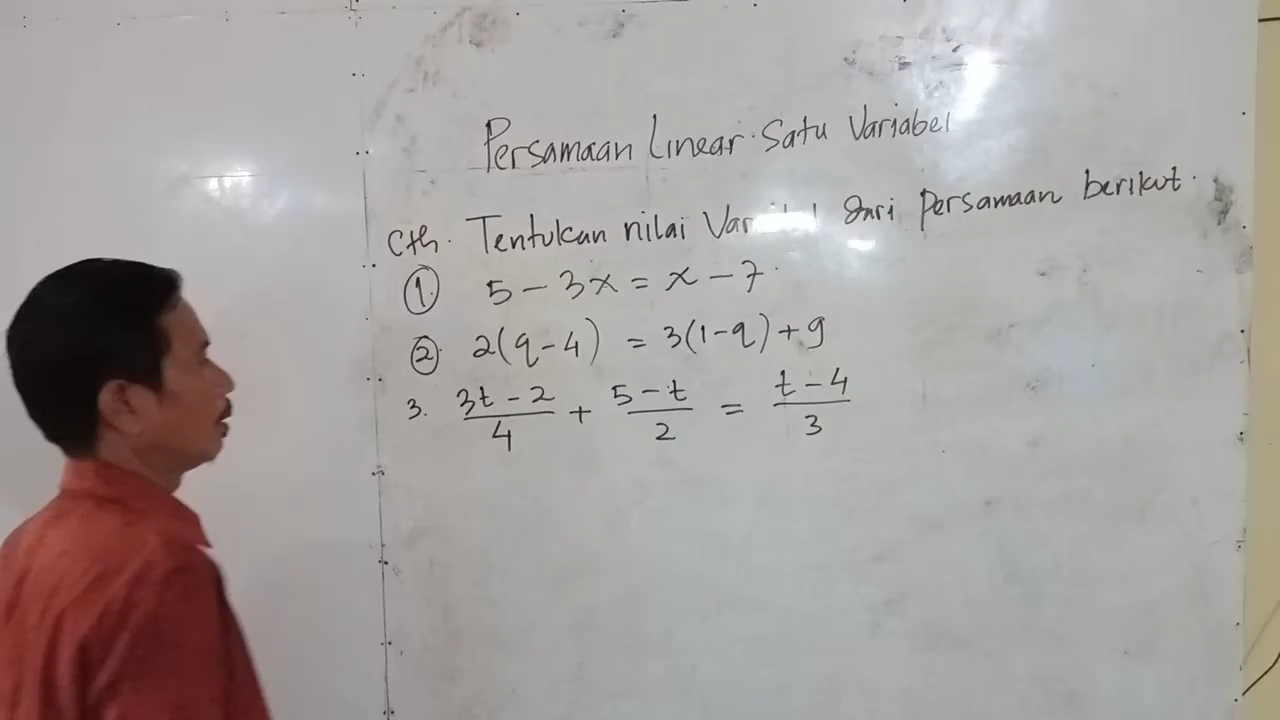 Persamaan Linear Satu Variabel
Cth. Tentukan nilai dari persamaan berikut.
1. 5 - 3x = x - 7
2. 2(q-4) = 3(1-q) + 9
3. 3t - 2 / 4 + 5 - t / 2 = t - 4 / 3